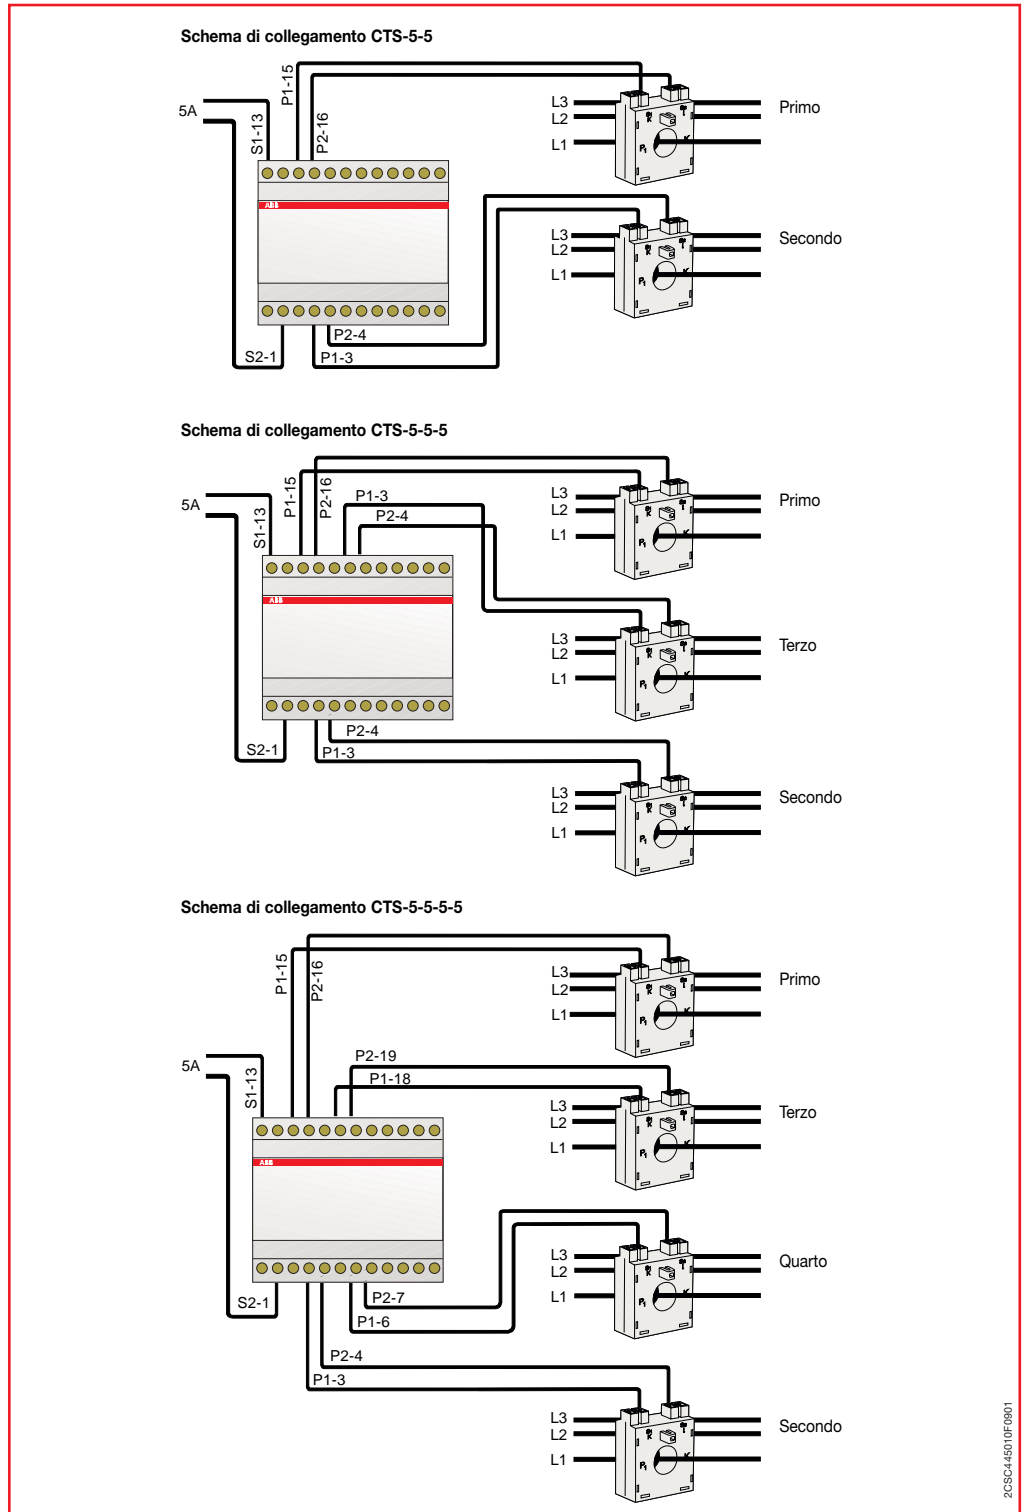 Schema di collegamento CTS-5-5
P1-15
P2-16
S1-13
5A
ABB
S2-1
P2-4
P1-3
L3
L2
L1
Primo
L3
L2
L1
Secondo
Schema di collegamento CTS-5-5-5
P1-15
P2-16
P1-3
P2-4
S1-13
5A
ABB
S2-1
P2-4
P1-3
L3
L2
L1
Primo
L3
L2
L1
Terzo
L3
L2
L1
Secondo
Schema di collegamento CTS-5-5-5-5
P1-15
P2-16
P2-19
P1-18
S1-13
5A
ABB
S2-1
P2-7
P1-6
P2-4
P1-3
L3
L2
L1
Primo
L3
L2
L1
Terzo
L3
L2
L1
Quarto
L3
L2
L1
Secondo
2CSC445010F0901